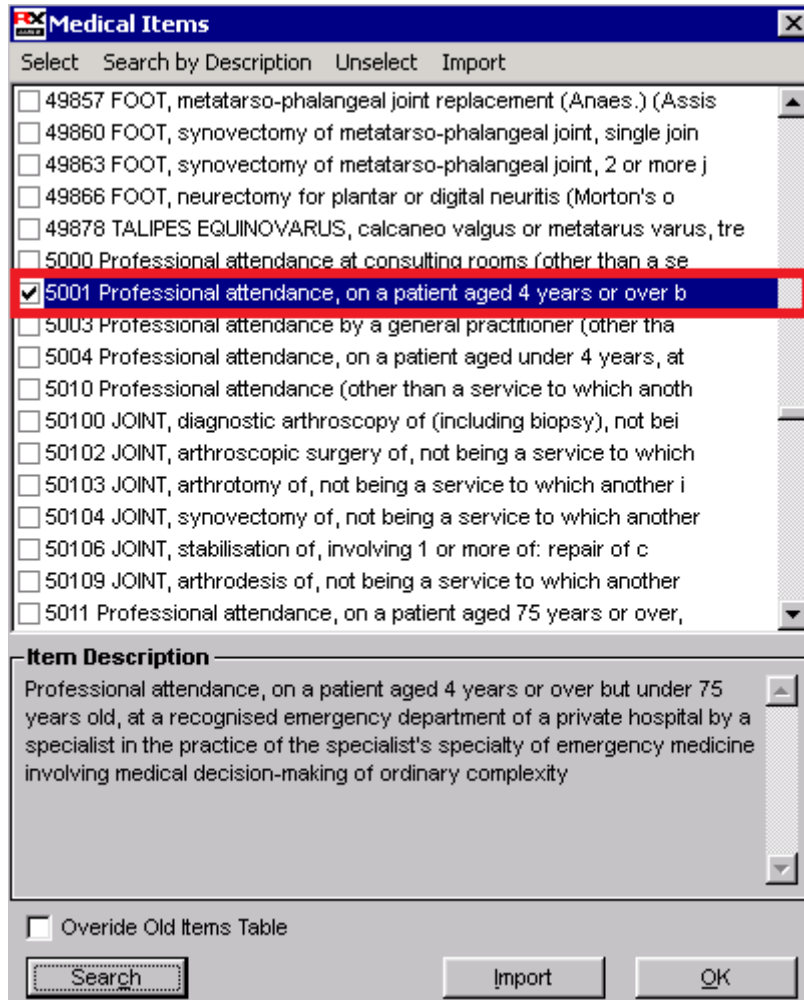 RX Medical Items
Select Search by Description Unselect Import
49857 FOOT, metatarso-phalangeal joint replacement (Anaes.) (Assis
49860 FOOT, synovectomy of metatarso-phalangeal joint, single join
49863 FOOT, synovectomy of metatarso-phalangeal joint, 2 or more j
49866 FOOT, neurectomy for plantar or digital neuritis (Morton's o
49878 TALIPES EQUINOVARUS, calcaneo valgus or metatarus varus, tre
5000 Professional attendance at consulting rooms (other than a se
5001 Professional attendance, on a patient aged 4 years or over b
5003 Professional attendance by a general practitioner (other tha
5004 Professional attendance, on a patient aged under 4 years, at
5010 Professional attendance (other than a service to which anoth
50100 JOINT, diagnostic arthroscopy of (including biopsy), not bei
50102 JOINT, arthroscopic surgery of, not being a service to which
50103 JOINT, arthrotomy of, not being a service to which another i
50104 JOINT, synovectomy of, not being a service to which another
50106 JOINT, stabilisation of, involving 1 or more of: repair of c
50109 JOINT, arthrodesis of, not being a service to which another
5011 Professional attendance, on a patient aged 75 years or over,
Item Description
Professional attendance, on a patient aged 4 years or over but under 75
years old, at a recognised emergency department of a private hospital by a
specialist in the practice of the specialist's specialty of emergency medicine
involving medical decision-making of ordinary complexity
Overide Old Items Table
Search Import OK